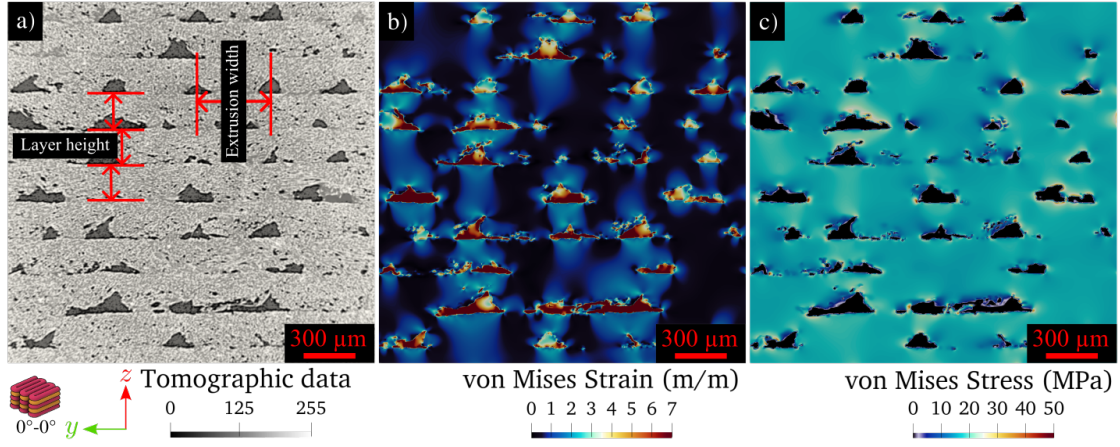 a)
b)
c)
Extrusion width
Layer height
300 µm
300 µm
300 µm
0°-0°
z
y
Tomographic data
0 125 255
von Mises Strain (m/m)
0 1 2 3 4 5 6 7
von Mises Stress (MPa)
0 10 20 30 40 50